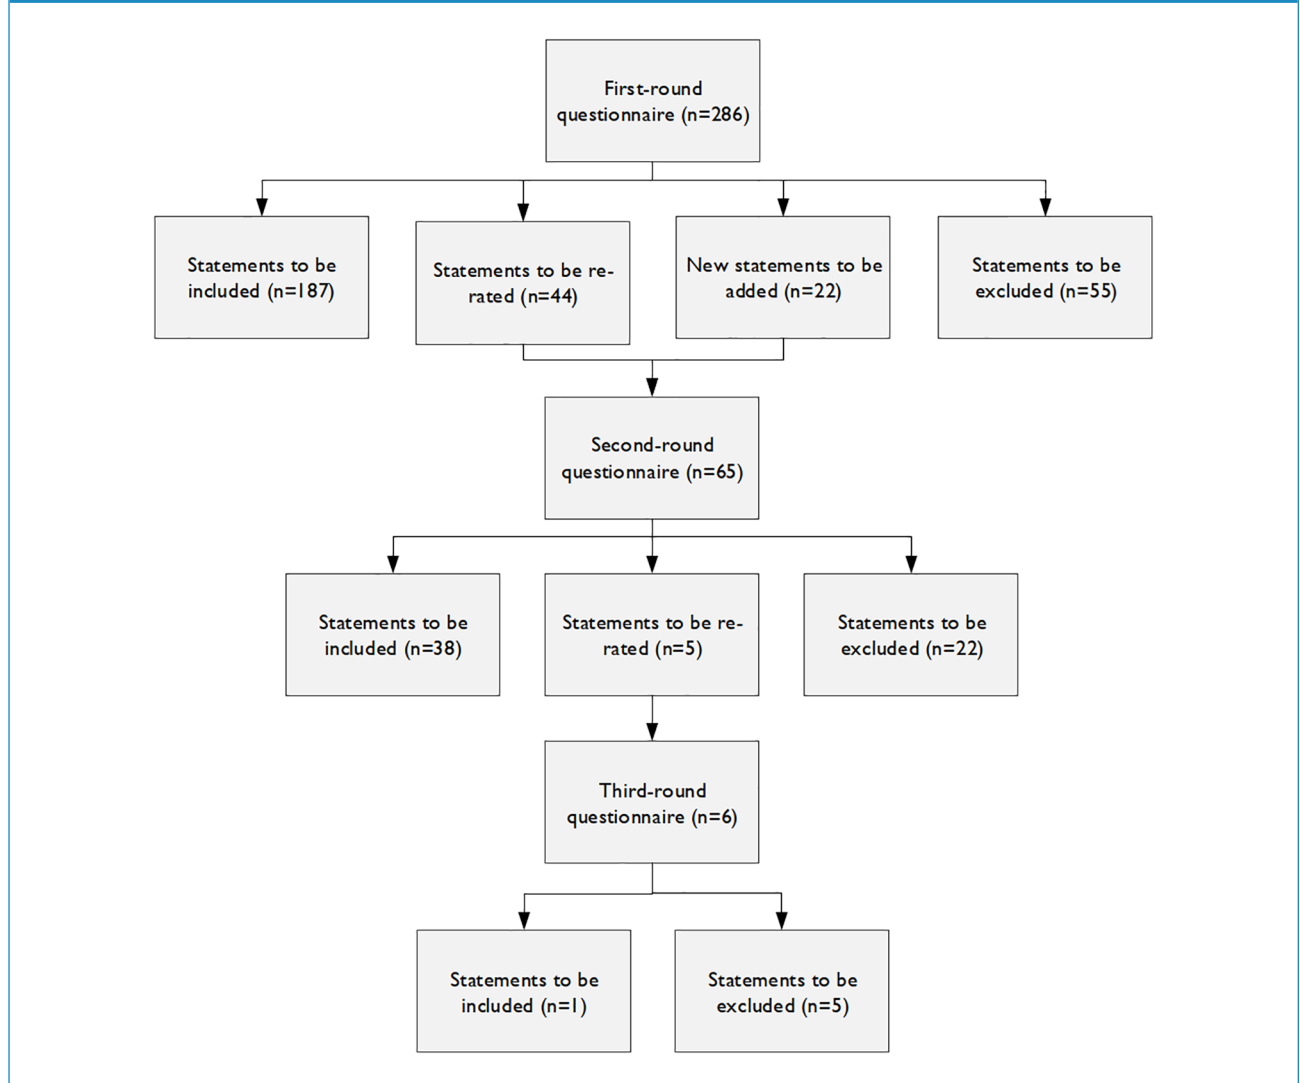 First-round
questionnaire (n=286)
Statements to be
included (n=187)
Statements to be re-
rated (n=44)
New statements to be
added (n=22)
Statements to be
excluded (n=55)
Second-round
questionnaire (n=65)
Statements to be
included (n=38)
Statements to be re-
rated (n=5)
Statements to be
excluded (n=22)
Third-round
questionnaire (n=6)
Statements to be
included (n=1)
Statements to be
excluded (n=5)